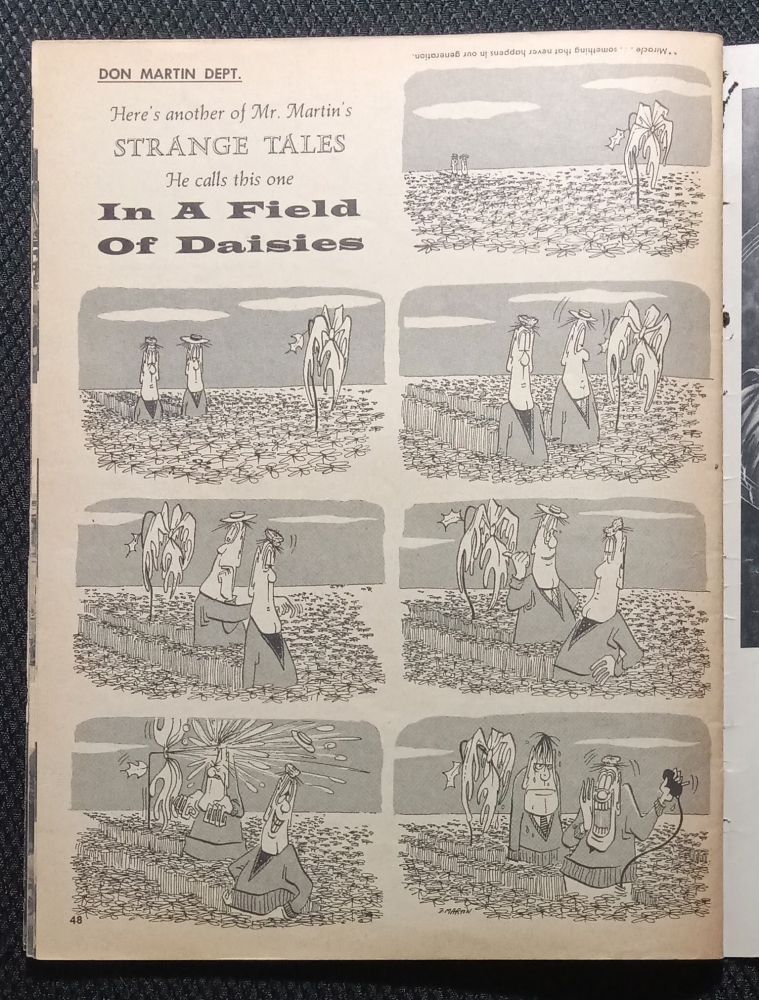 "Miracle . . . something that never happens in our generation.
DON MARTIN DEPT.
Here's another of Mr. Martin's
STRANGE TALES
He calls this one
In A Field
Of Daisies
D. MARTIN
48